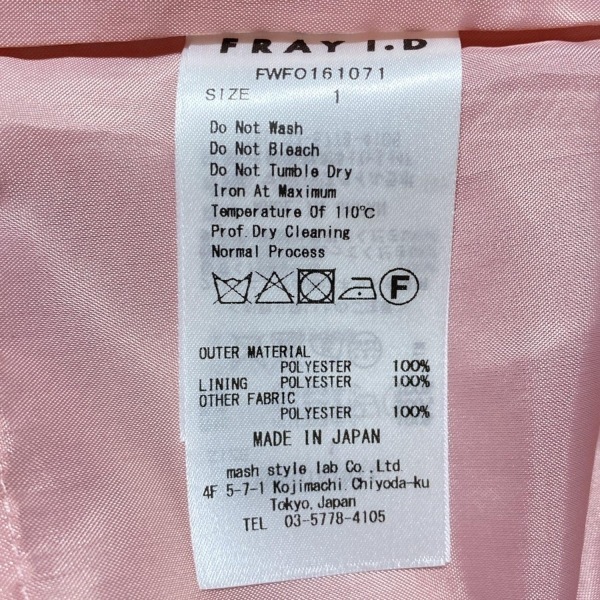 FRAY I.D
FWFO161071
SIZE 1
Do Not Wash
Do Not Bleach
Do Not Tumble Dry
Iron At Maximum
Temperature Of 110℃
Prof.Dry Cleaning
Normal Process
F
OUTER MATERIAL
POLYESTER 100%
LINING POLYESTER 100%
OTHER FABRIC
POLYESTER 100%
MADE IN JAPAN
mash style lab Co.,Ltd.
4F 5-7-1 Kojimachi,Chiyoda-ku
Tokyo,Japan
TEL 03-5778-4105